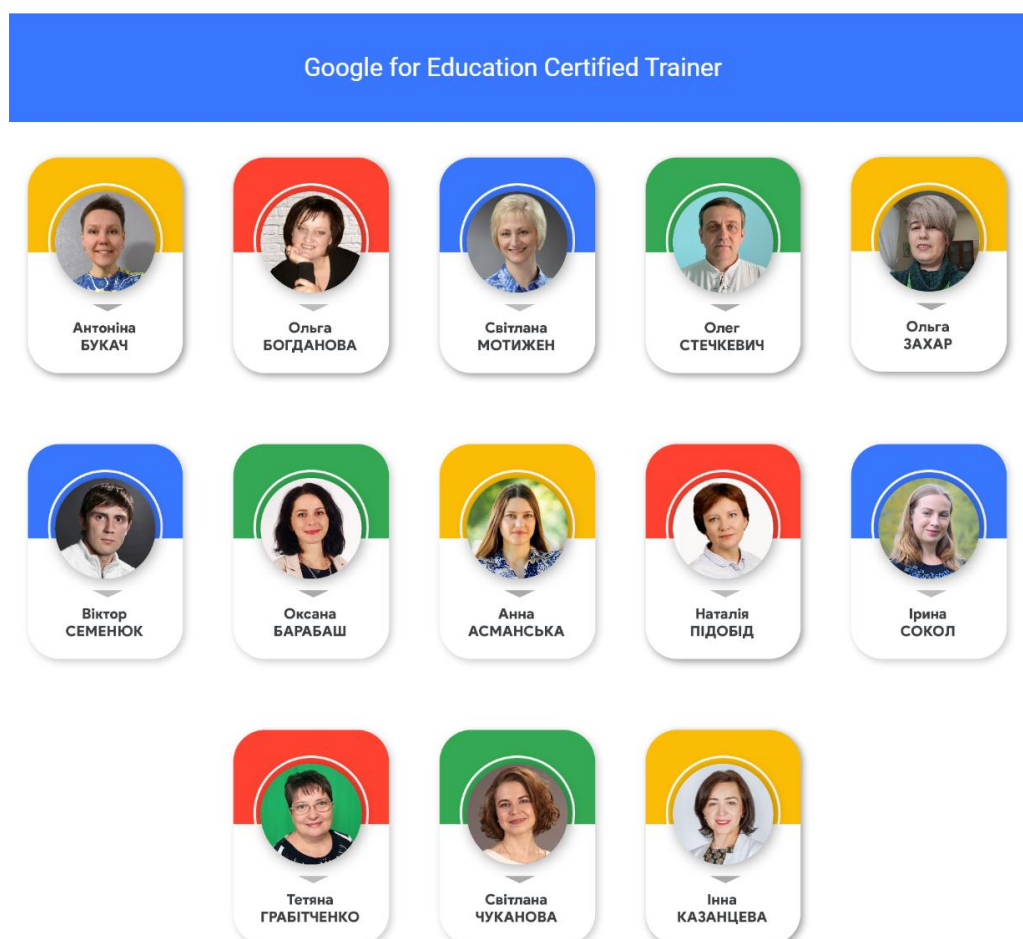 Google for Education Certified Trainer
Антоніна
БУКАЧ
Ольга
БОГДАНОВА
Світлана
МОТИЖЕН
Олег
СТЕЧКЕВИЧ
Ольга
ЗАХАР
Віктор
СЕМЕНЮК
Оксана
БАРАБАШ
Анна
АСМАНСЬКА
Наталія
ПІДОБІД
Ірина
СОКОЛ
Тетяна
ГРАБІТЧЕНКО
Світлана
ЧУКАНОВА
Інна
КАЗАНЦЕВА